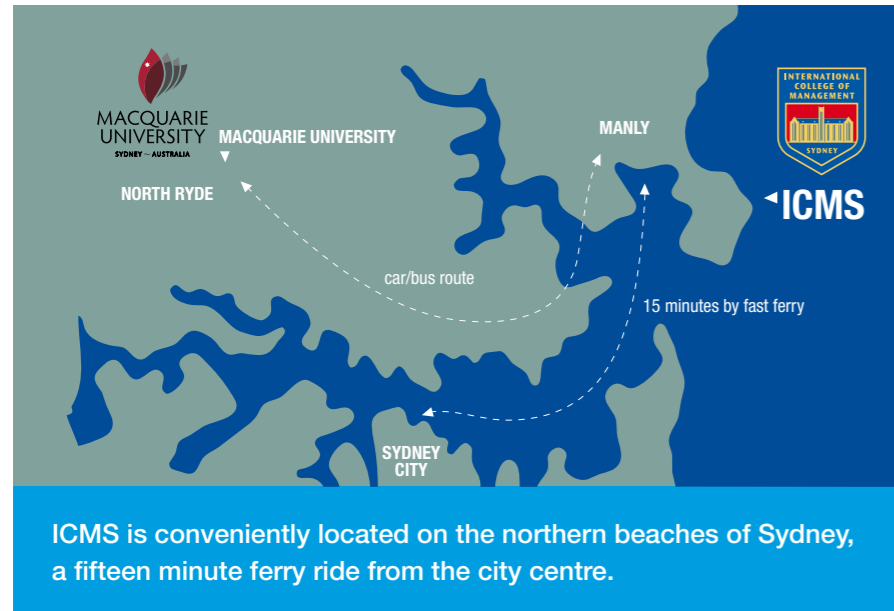 MACQUARIE
UNIVERSITY
SYDNEY ~ AUSTRALIA
MACQUARIE UNIVERSITY
NORTH RYDE
MANLY
INTERNATIONAL
COLLEGE OF
MANAGEMENT
SYDNEY
ICMS
car/bus route
15 minutes by fast ferry
SYDNEY
CITY
ICMS is conveniently located on the northern beaches of Sydney,
a fifteen minute ferry ride from the city centre.